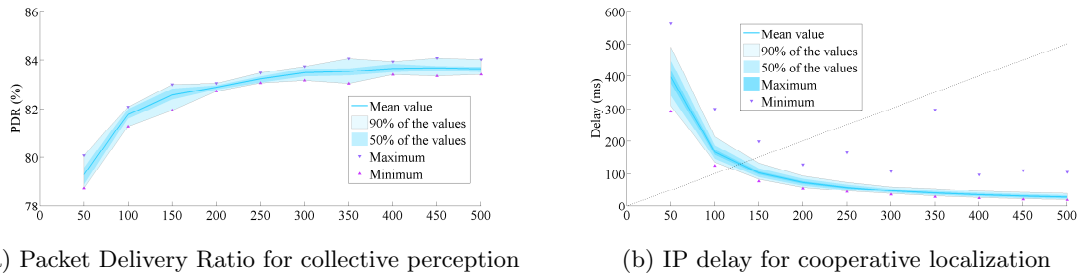 86
84
82
80
78
PDR (%)
0 50 100 150 200 250 300 350 400 450 500
Mean value
90% of the values
50% of the values
Maximum
Minimum
600
500
400
300
200
100
0
Delay (ms)
0 50 100 150 200 250 300 350 400 450 500
Mean value
90% of the values
50% of the values
Maximum
Minimum
) Packet Delivery Ratio for collective perception
(b) IP delay for cooperative localization